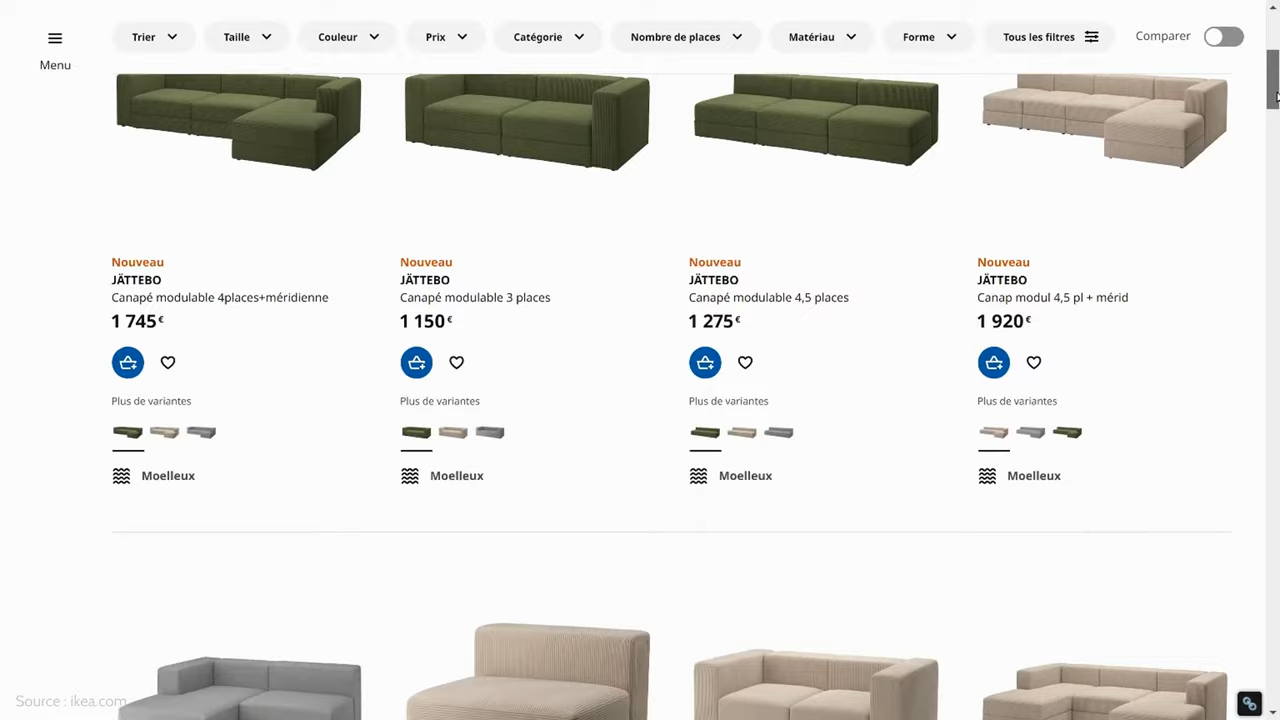 Menu
Trier
Taille
Couleur
Prix
Catégorie
Nombre de places
Matériau
Forme
Tous les filtres
Comparer
Nouveau
JÄTTEBO
Canapé modulable 4places+méridienne
1 745€
Plus de variantes
Moelleux
Nouveau
JÄTTEBO
Canapé modulable 3 places
1 150€
Plus de variantes
Moelleux
Nouveau
JÄTTEBO
Canapé modulable 4,5 places
1 275€
Plus de variantes
Moelleux
Nouveau
JÄTTEBO
Canap modul 4,5 pl + mérid
1 920€
Plus de variantes
Moelleux
Source : ikea.com